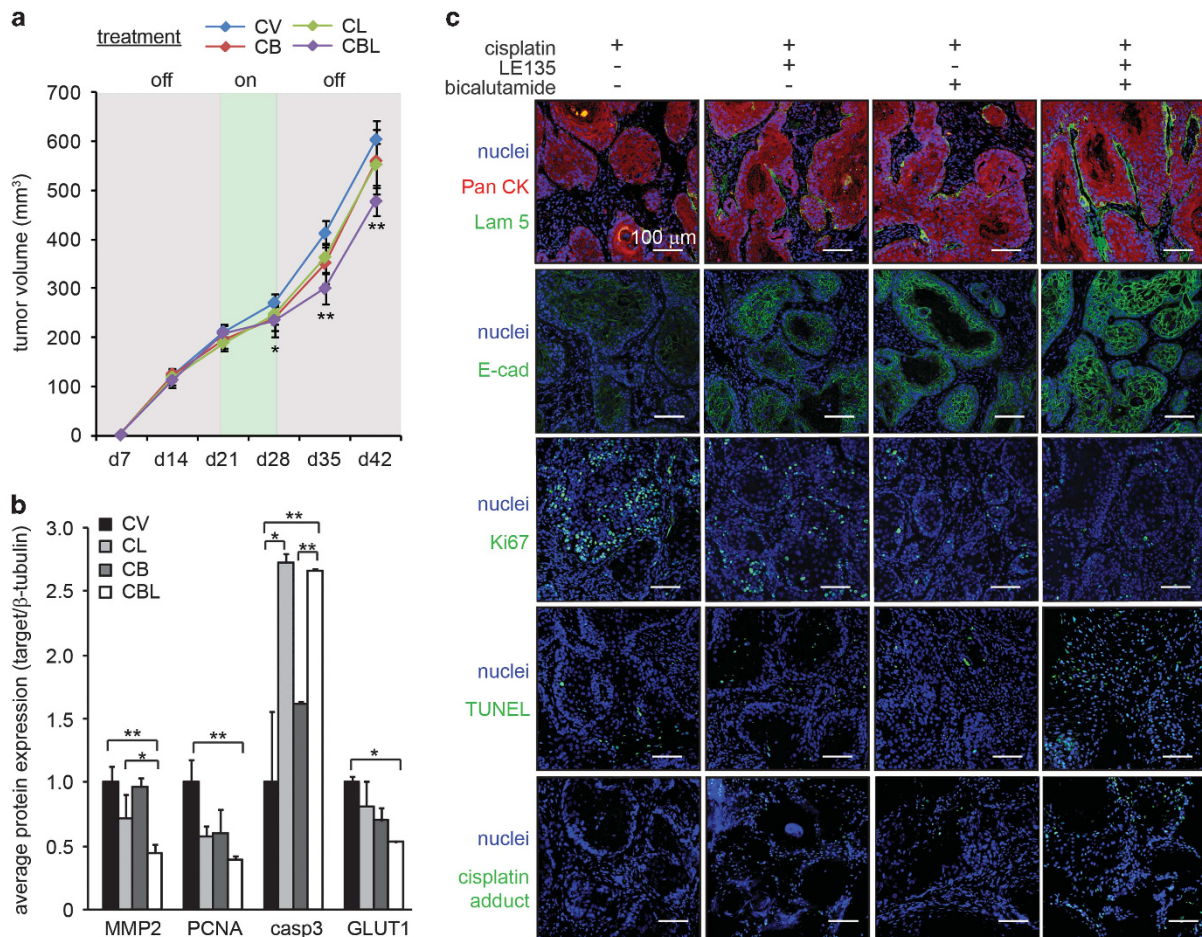 a
treatment
CV
CL
CB
CBL
off on off
tumor volume (mm³)
700
600
500
400
300
200
100
0
**
**
*
d7 d14 d21 d28 d35 d42
b
average protein expression (target/β-tubulin)
CV
CL
CB
CBL
3.0
2.5
2.0
1.5
1.0
0.5
0
**
*
**
**
*
**
*
MMP2 PCNA casp3 GLUT1
c
cisplatin + + + +
LE135 - + - +
bicalutamide - - + +
nuclei
Pan CK
Lam 5
100 μm
nuclei
E-cad
nuclei
Ki67
nuclei
TUNEL
nuclei
cisplatin
adduct